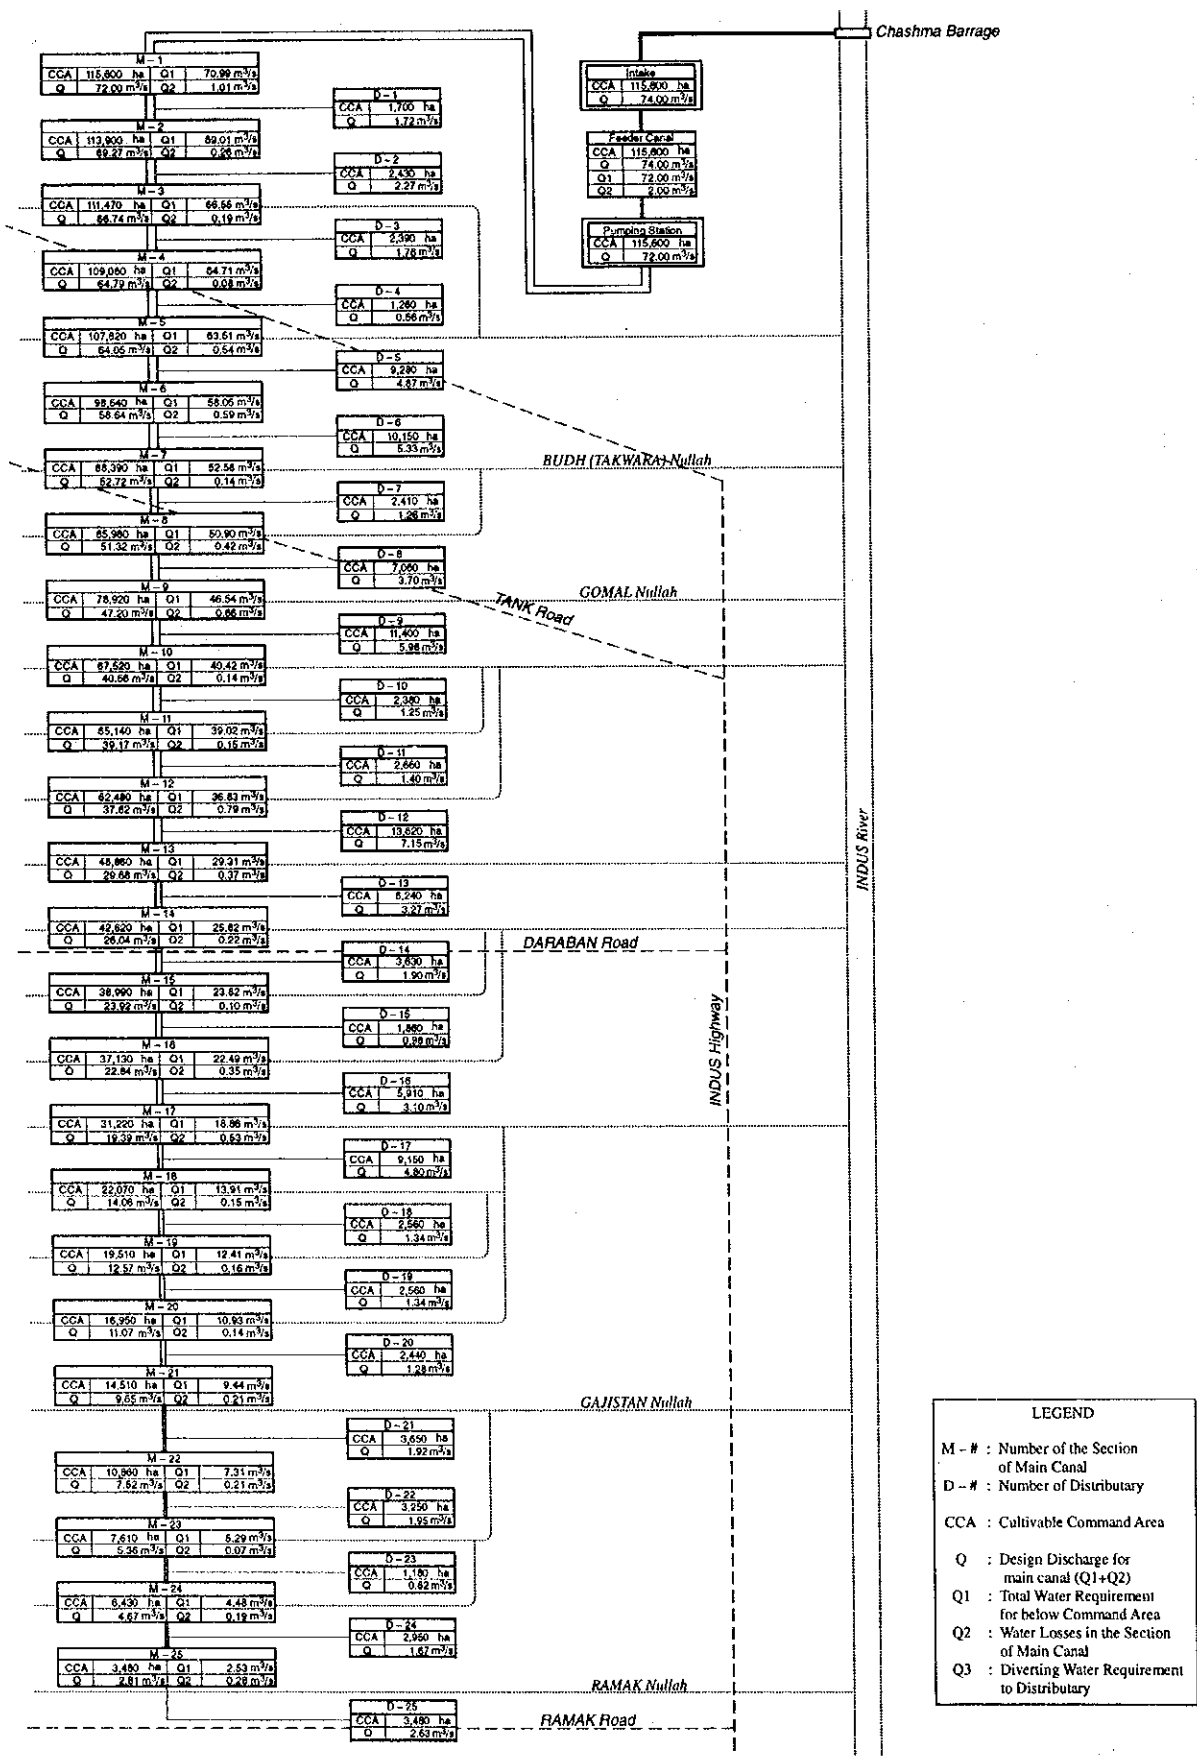 Chashma Barrage
Intake
CCA 115,600 ha
Q 74.00 m³/s
Feeder Canal
CCA 115,600 ha
Q 74.00 m³/s
Q1 72.00 m³/s
Q2 2.00 m³/s
Pumping Station
CCA 115,600 ha
Q 72.00 m³/s
M-1
CCA 115,600 ha Q1 70.99 m³/s
Q 72.00 m³/s Q2 1.01 m³/s
D-1
CCA 1,700 ha
Q 1.72 m³/s
M-2
CCA 113,900 ha Q1 69.01 m³/s
Q 69.27 m³/s Q2 0.26 m³/s
D-2
CCA 2,430 ha
Q 2.27 m³/s
M-3
CCA 111,470 ha Q1 66.55 m³/s
Q 66.74 m³/s Q2 0.19 m³/s
D-3
CCA 2,390 ha
Q 1.76 m³/s
M-4
CCA 109,080 ha Q1 64.71 m³/s
Q 64.79 m³/s Q2 0.08 m³/s
D-4
CCA 1,260 ha
Q 0.66 m³/s
M-5
CCA 107,820 ha Q1 63.51 m³/s
Q 64.05 m³/s Q2 0.54 m³/s
D-5
CCA 9,280 ha
Q 4.87 m³/s
M-6
CCA 98,540 ha Q1 58.05 m³/s
Q 58.64 m³/s Q2 0.59 m³/s
D-6
CCA 10,150 ha
Q 5.33 m³/s
BUDH (TAKWARA) Nullah
M-7
CCA 88,390 ha Q1 52.58 m³/s
Q 52.72 m³/s Q2 0.14 m³/s
D-7
CCA 2,410 ha
Q 1.26 m³/s
M-8
CCA 85,980 ha Q1 50.90 m³/s
Q 51.32 m³/s Q2 0.42 m³/s
D-8
CCA 7,060 ha
Q 3.70 m³/s
M-9
CCA 78,920 ha Q1 46.54 m³/s
Q 47.20 m³/s Q2 0.66 m³/s
GOMAL Nullah
TANK Road
D-9
CCA 11,400 ha
Q 5.98 m³/s
M-10
CCA 67,520 ha Q1 40.42 m³/s
Q 40.56 m³/s Q2 0.14 m³/s
D-10
CCA 2,380 ha
Q 1.25 m³/s
M-11
CCA 65,140 ha Q1 39.02 m³/s
Q 39.17 m³/s Q2 0.15 m³/s
D-11
CCA 2,660 ha
Q 1.40 m³/s
M-12
CCA 62,480 ha Q1 36.83 m³/s
Q 37.62 m³/s Q2 0.79 m³/s
D-12
CCA 13,620 ha
Q 7.15 m³/s
M-13
CCA 48,860 ha Q1 29.31 m³/s
Q 29.68 m³/s Q2 0.37 m³/s
INDUS River
D-13
CCA 6,240 ha
Q 3.27 m³/s
M-14
CCA 42,620 ha Q1 25.82 m³/s
Q 26.04 m³/s Q2 0.22 m³/s
DARABAN Road
D-14
CCA 3,630 ha
Q 1.90 m³/s
M-15
CCA 38,990 ha Q1 23.82 m³/s
Q 23.92 m³/s Q2 0.10 m³/s
D-15
CCA 1,860 ha
Q 0.98 m³/s
M-16
CCA 37,130 ha Q1 22.49 m³/s
Q 22.84 m³/s Q2 0.35 m³/s
INDUS Highway
D-16
CCA 5,910 ha
Q 3.10 m³/s
M-17
CCA 31,220 ha Q1 18.86 m³/s
Q 19.39 m³/s Q2 0.53 m³/s
D-17
CCA 9,150 ha
Q 4.80 m³/s
M-18
CCA 22,070 ha Q1 13.91 m³/s
Q 14.06 m³/s Q2 0.15 m³/s
D-18
CCA 2,560 ha
Q 1.34 m³/s
M-19
CCA 19,510 ha Q1 12.41 m³/s
Q 12.57 m³/s Q2 0.16 m³/s
D-19
CCA 2,560 ha
Q 1.34 m³/s
M-20
CCA 16,950 ha Q1 10.93 m³/s
Q 11.07 m³/s Q2 0.14 m³/s
D-20
CCA 2,440 ha
Q 1.28 m³/s
M-21
CCA 14,510 ha Q1 9.44 m³/s
Q 9.65 m³/s Q2 0.21 m³/s
GAJISTAN Nullah
D-21
CCA 3,650 ha
Q 1.92 m³/s
M-22
CCA 10,860 ha Q1 7.31 m³/s
Q 7.52 m³/s Q2 0.21 m³/s
D-22
CCA 3,250 ha
Q 1.95 m³/s
M-23
CCA 7,610 ha Q1 5.29 m³/s
Q 5.36 m³/s Q2 0.07 m³/s
D-23
CCA 1,180 ha
Q 0.62 m³/s
M-24
CCA 6,430 ha Q1 4.48 m³/s
Q 4.67 m³/s Q2 0.19 m³/s
D-24
CCA 2,950 ha
Q 1.67 m³/s
M-25
CCA 3,480 ha Q1 2.53 m³/s
Q 2.81 m³/s Q2 0.28 m³/s
RAMAK Nullah
D-25
CCA 3,480 ha
Q 2.53 m³/s
RAMAK Road
LEGEND
M - # : Number of the Section
of Main Canal
D - # : Number of Distributary
CCA : Cultivable Command Area
Q : Design Discharge for
main canal (Q1+Q2)
Q1 : Total Water Requirement
for below Command Area
Q2 : Water Losses in the Section
of Main Canal
Q3 : Diverting Water Requirement
to Distributary